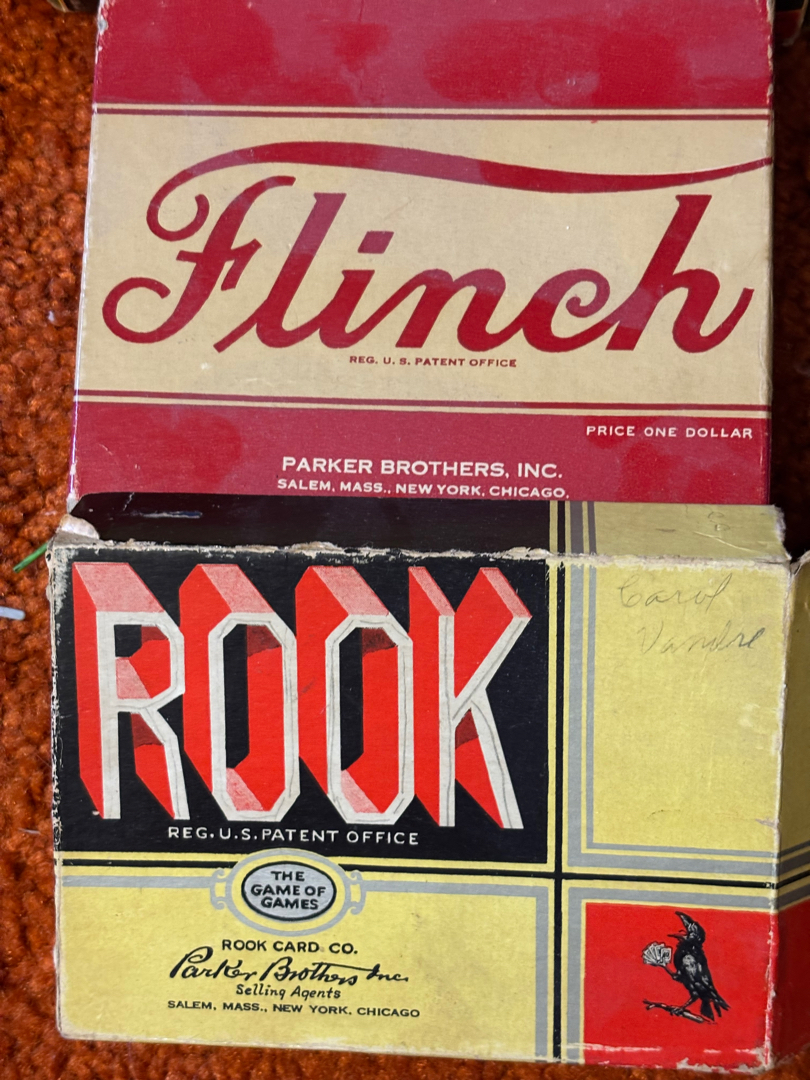 Flinch
REG. U. S. PATENT OFFICE
PRICE ONE DOLLAR
PARKER BROTHERS, INC.
SALEM, MASS., NEW YORK, CHICAGO.
ROOK
REG. U.S. PATENT OFFICE
Carol
Vandre
THE
GAME OF
GAMES
ROOK CARD CO.
Parker Brothers Inc.
Selling Agents
SALEM, MASS., NEW YORK, CHICAGO